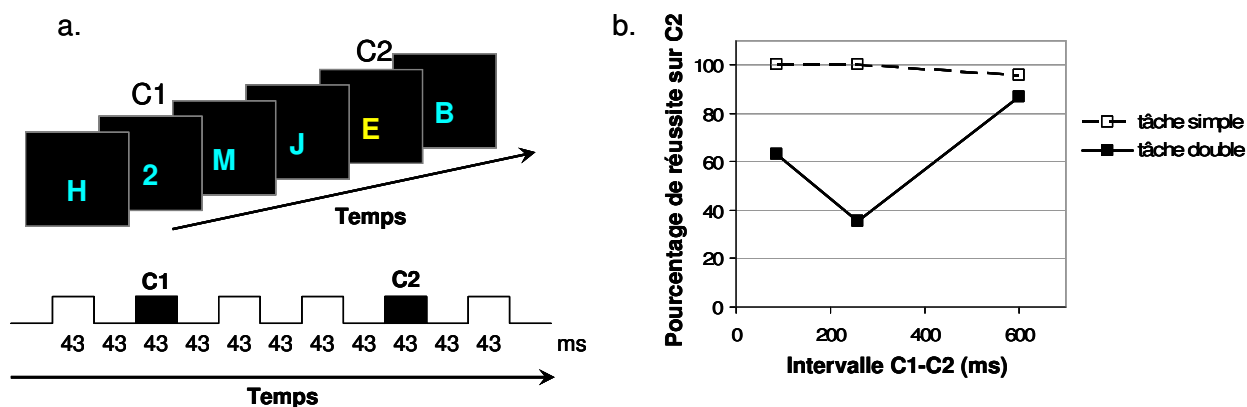 a.
C1
C2
H
2
M
J
E
B
Temps
C1
C2
43 43 43 43 43 43 43 43 43 43 43 ms
Temps
b.
Pourcentage de réussite sur C2
100
80
60
40
20
0
0 200 400 600
Intervalle C1-C2 (ms)
tâche simple
tâche double